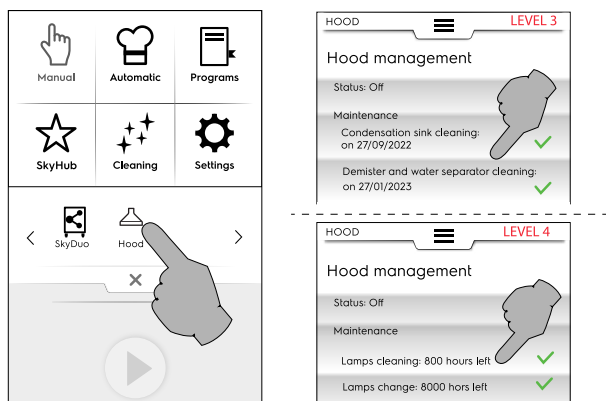 Manual
Automatic
Programs
SkyHub
Cleaning
Settings
SkyDuo
Hood
HOOD
LEVEL 3
Hood management
Status: Off
Maintenance
Condensation sink cleaning:
on 27/09/2022
Demister and water separator cleaning:
on 27/01/2023
HOOD
LEVEL 4
Hood management
Status: Off
Maintenance
Lamps cleaning: 800 hours left
Lamps change: 8000 hors left